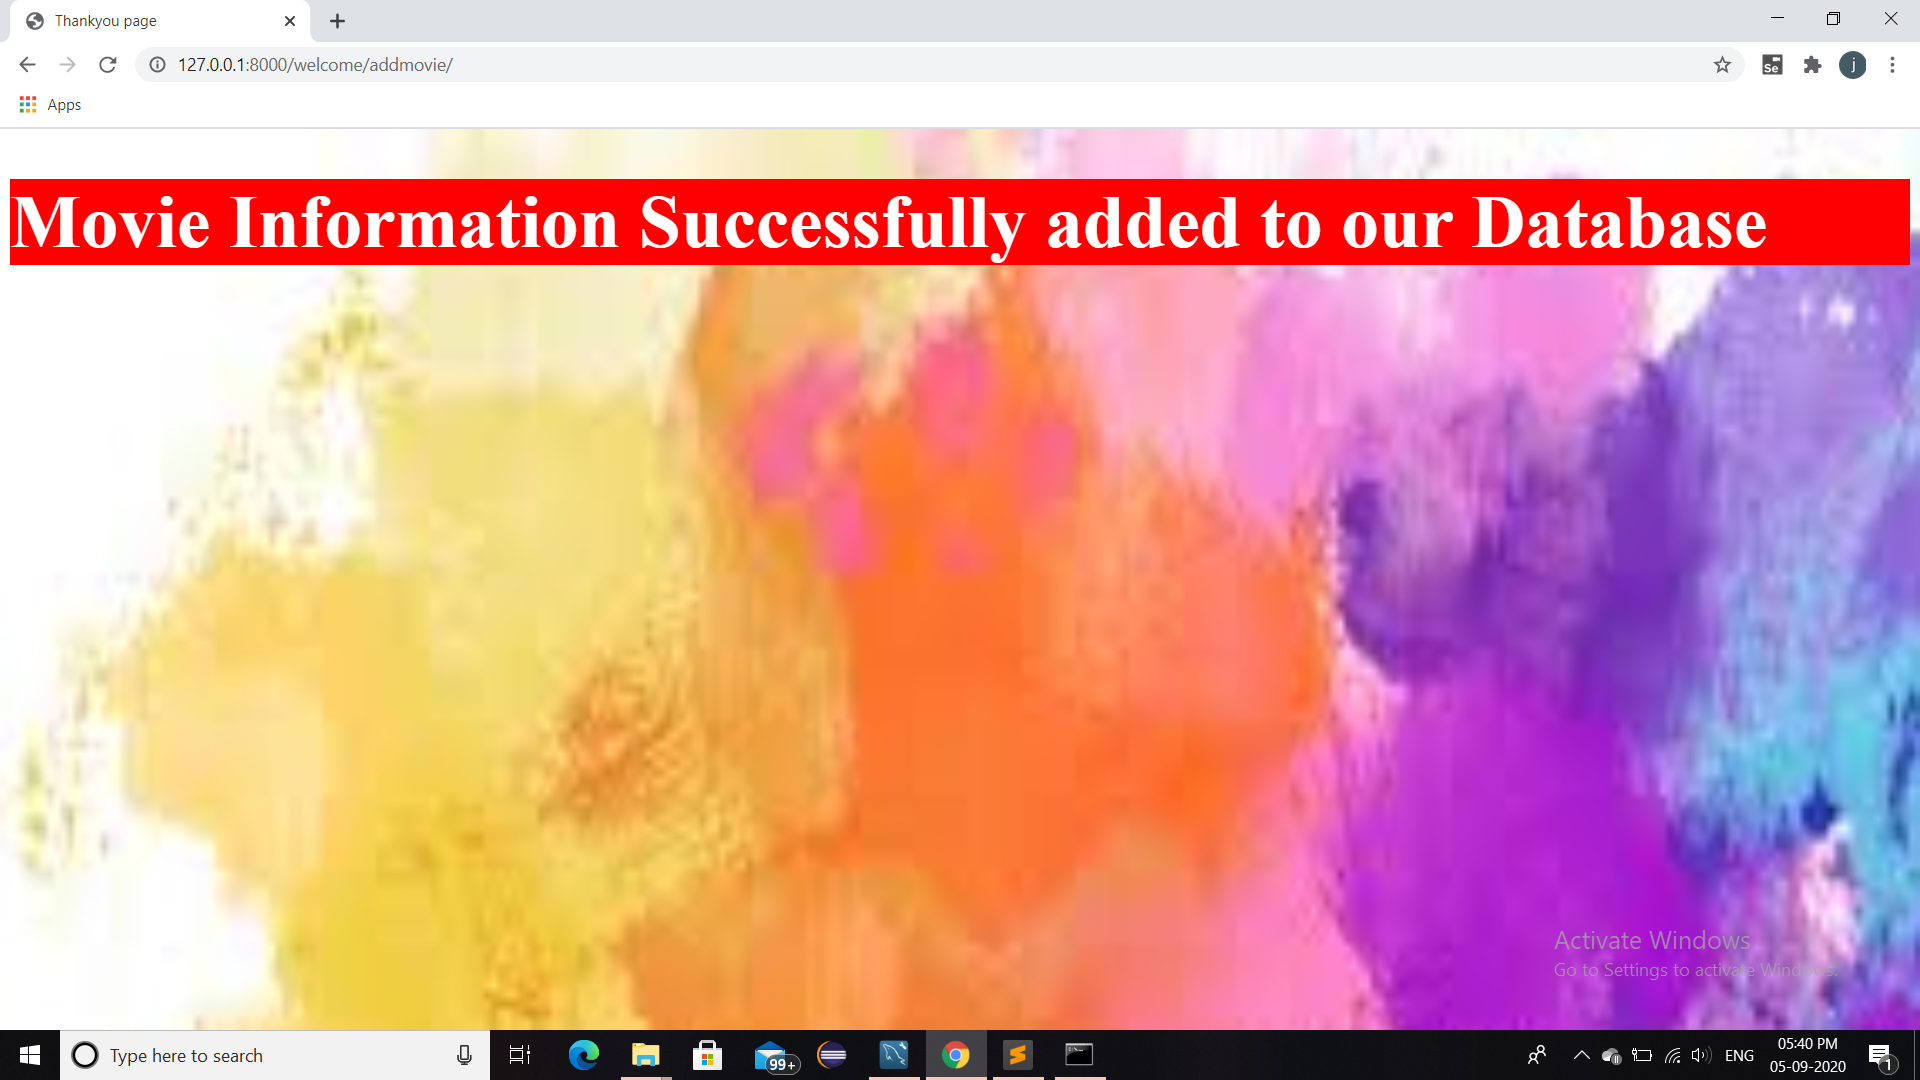 Thankyou page
127.0.0.1:8000/welcome/addmovie/
Se
j
Apps
Movie Information Successfully added to our Database
Activate Windows
Go to Settings to activate Windows.
Type here to search
99+
ENG
05:40 PM
05-09-2020
1